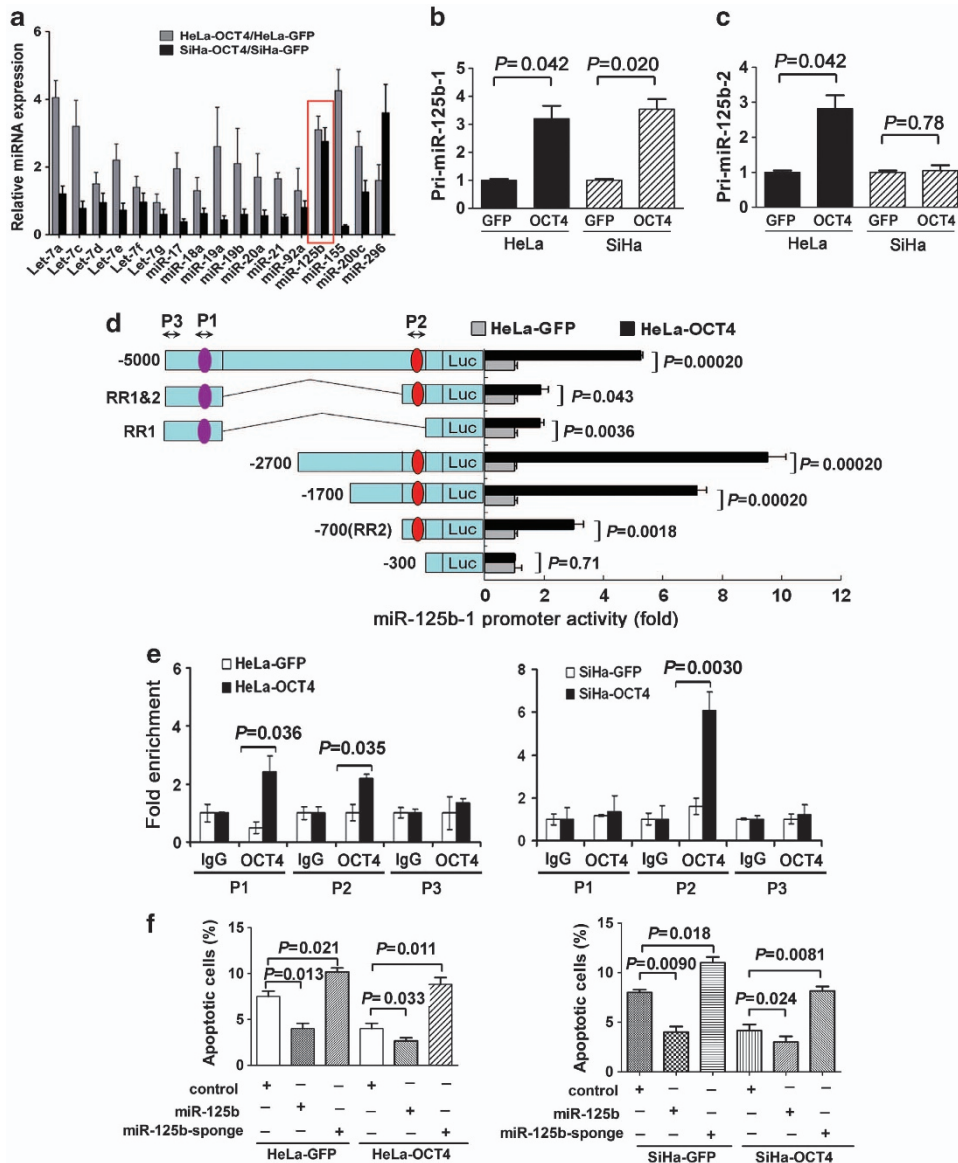 a
HeLa-OCT4/HeLa-GFP
SiHa-OCT4/SiHa-GFP
Relative miRNA expression
6
4
2
0
Let-7a
Let-7c
Let-7d
Let-7e
Let-7f
Let-7g
miR-17
miR-18a
miR-19a
miR-19b
miR-20a
miR-21
miR-92a
miR-125b
miR-155
miR-200c
miR-296
b
P=0.042 P=0.020
Pri-miR-125b-1
5
4
3
2
1
0
GFP OCT4 GFP OCT4
HeLa SiHa
c
P=0.042
P=0.78
Pri-miR-125b-2
4
3
2
1
0
GFP OCT4 GFP OCT4
HeLa SiHa
d
P3 P1 P2
HeLa-GFP HeLa-OCT4
-5000 Luc P=0.00020
RR1&2 Luc P=0.043
RR1 Luc P=0.0036
-2700 Luc P=0.00020
-1700 Luc P=0.00020
-700(RR2) Luc P=0.0018
-300 Luc P=0.71
0 2 4 6 8 10 12
miR-125b-1 promoter activity (fold)
e
HeLa-GFP
HeLa-OCT4
P=0.036
P=0.035
Fold enrichment
6
4
2
0
IgG OCT4 IgG OCT4 IgG OCT4
P1 P2 P3
SiHa-GFP
SiHa-OCT4
P=0.0030
8
6
4
2
0
IgG OCT4 IgG OCT4 IgG OCT4
P1 P2 P3
f
Apoptotic cells (%)
15
10
5
0
P=0.021
P=0.013
P=0.011
P=0.033
control + – – + – –
miR-125b – + – – + –
miR-125b-sponge – – + – – +
HeLa-GFP HeLa-OCT4
Apoptotic cells (%)
15
10
5
0
P=0.018
P=0.0090
P=0.0081
P=0.024
control + – – + – –
miR-125b – + – – + –
miR-125b-sponge – – + – – +
SiHa-GFP SiHa-OCT4